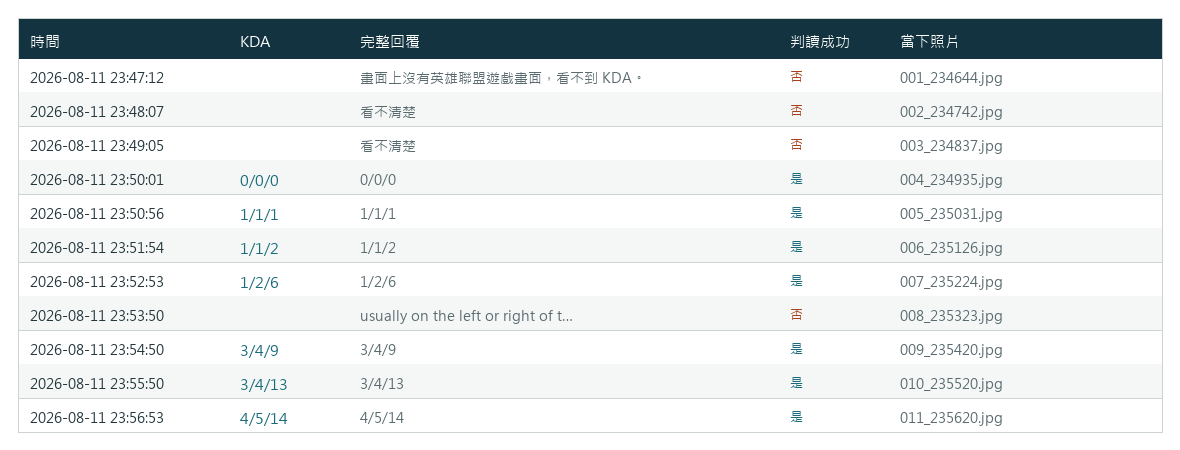 時間 KDA 完整回覆 判讀成功 當下照片
2026-08-11 23:47:12 畫面上沒有英雄聯盟遊戲畫面，看不到 KDA。 否 001_234644.jpg
2026-08-11 23:48:07 看不清楚 否 002_234742.jpg
2026-08-11 23:49:05 看不清楚 否 003_234837.jpg
2026-08-11 23:50:01 0/0/0 0/0/0 是 004_234935.jpg
2026-08-11 23:50:56 1/1/1 1/1/1 是 005_235031.jpg
2026-08-11 23:51:54 1/1/2 1/1/2 是 006_235126.jpg
2026-08-11 23:52:53 1/2/6 1/2/6 是 007_235224.jpg
2026-08-11 23:53:50 usually on the left or right of t... 否 008_235323.jpg
2026-08-11 23:54:50 3/4/9 3/4/9 是 009_235420.jpg
2026-08-11 23:55:50 3/4/13 3/4/13 是 010_235520.jpg
2026-08-11 23:56:53 4/5/14 4/5/14 是 011_235620.jpg